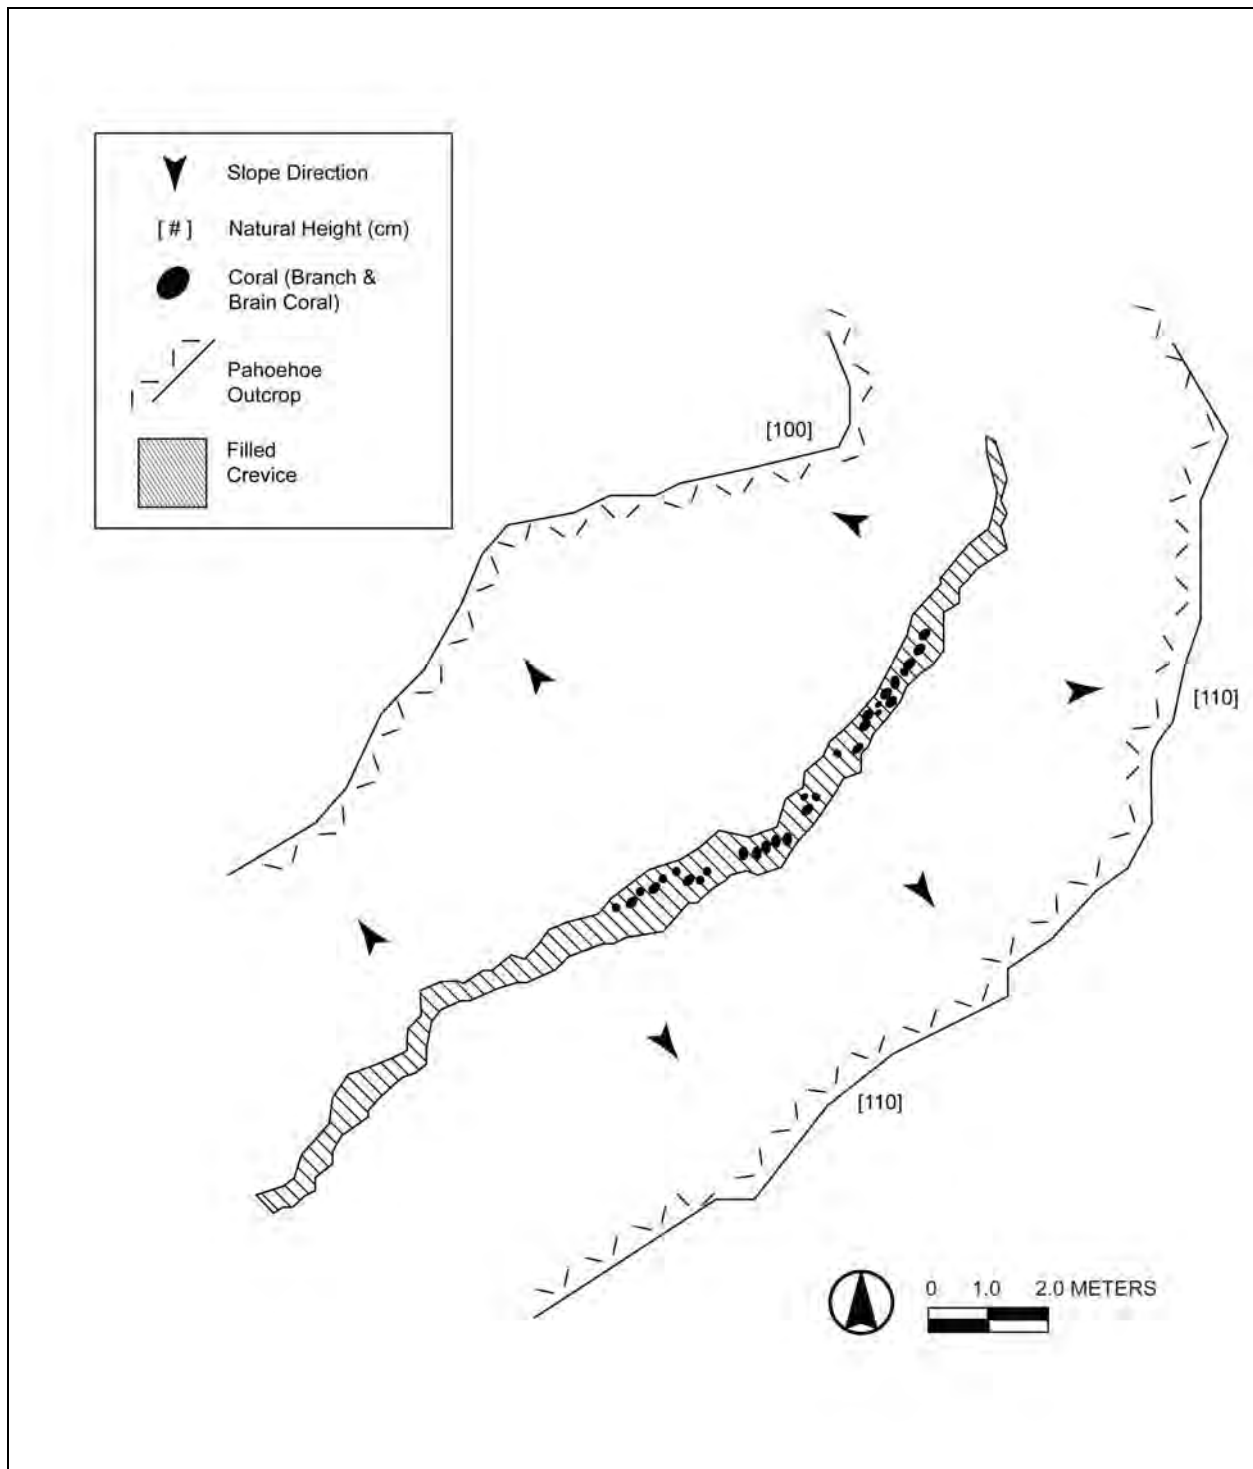 Slope Direction
[ # ] Natural Height (cm)
Coral (Branch &
Brain Coral)
Pahoehoe
Outcrop
Filled
Crevice
[100]
[110]
[110]
0 1.0 2.0 METERS